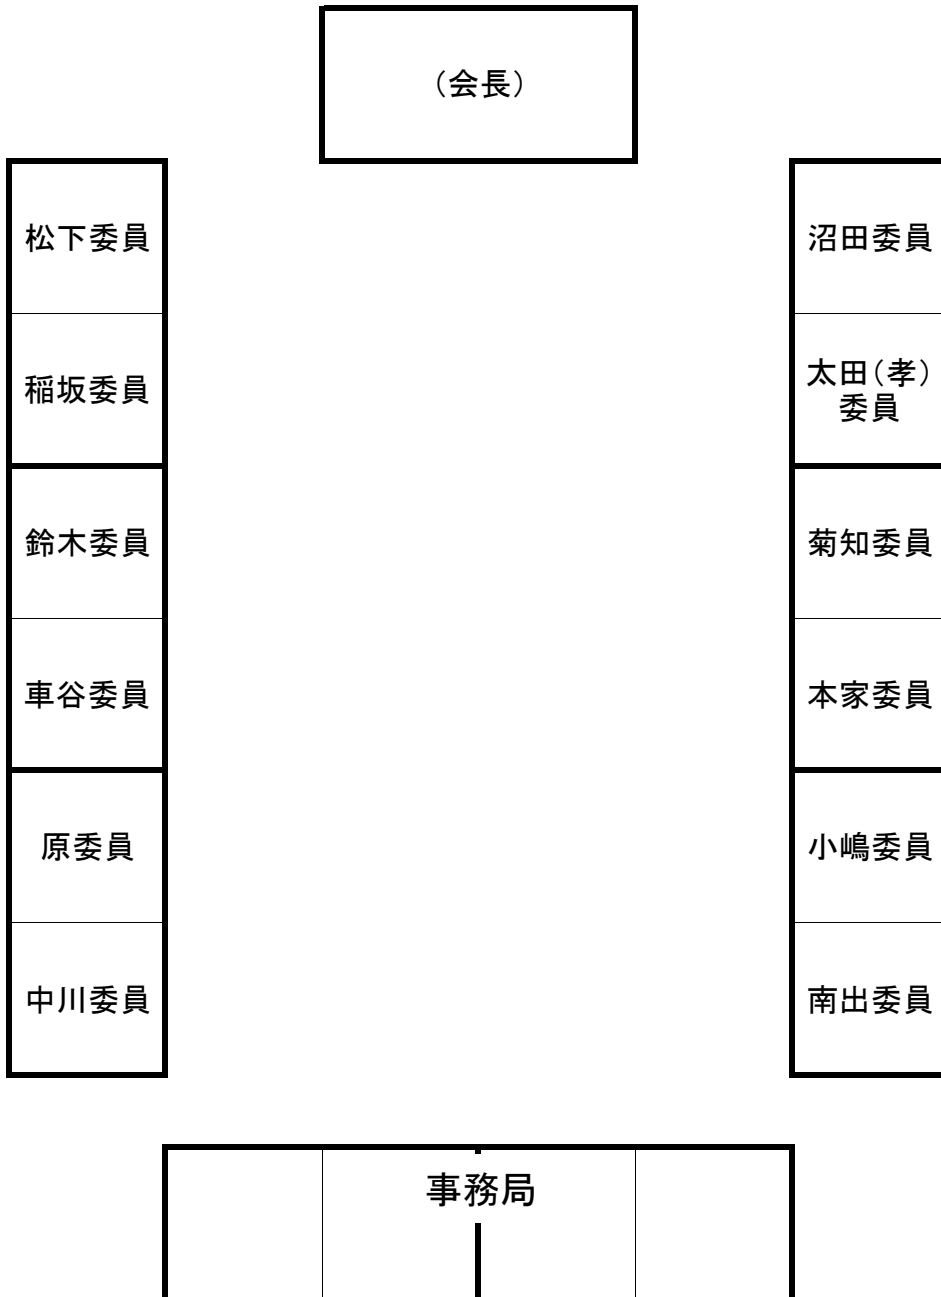 （会長）
松下委員
沼田委員
稲坂委員
太田（孝）
委員
鈴木委員
菊知委員
車谷委員
本家委員
原委員
小嶋委員
中川委員
南出委員
事務局